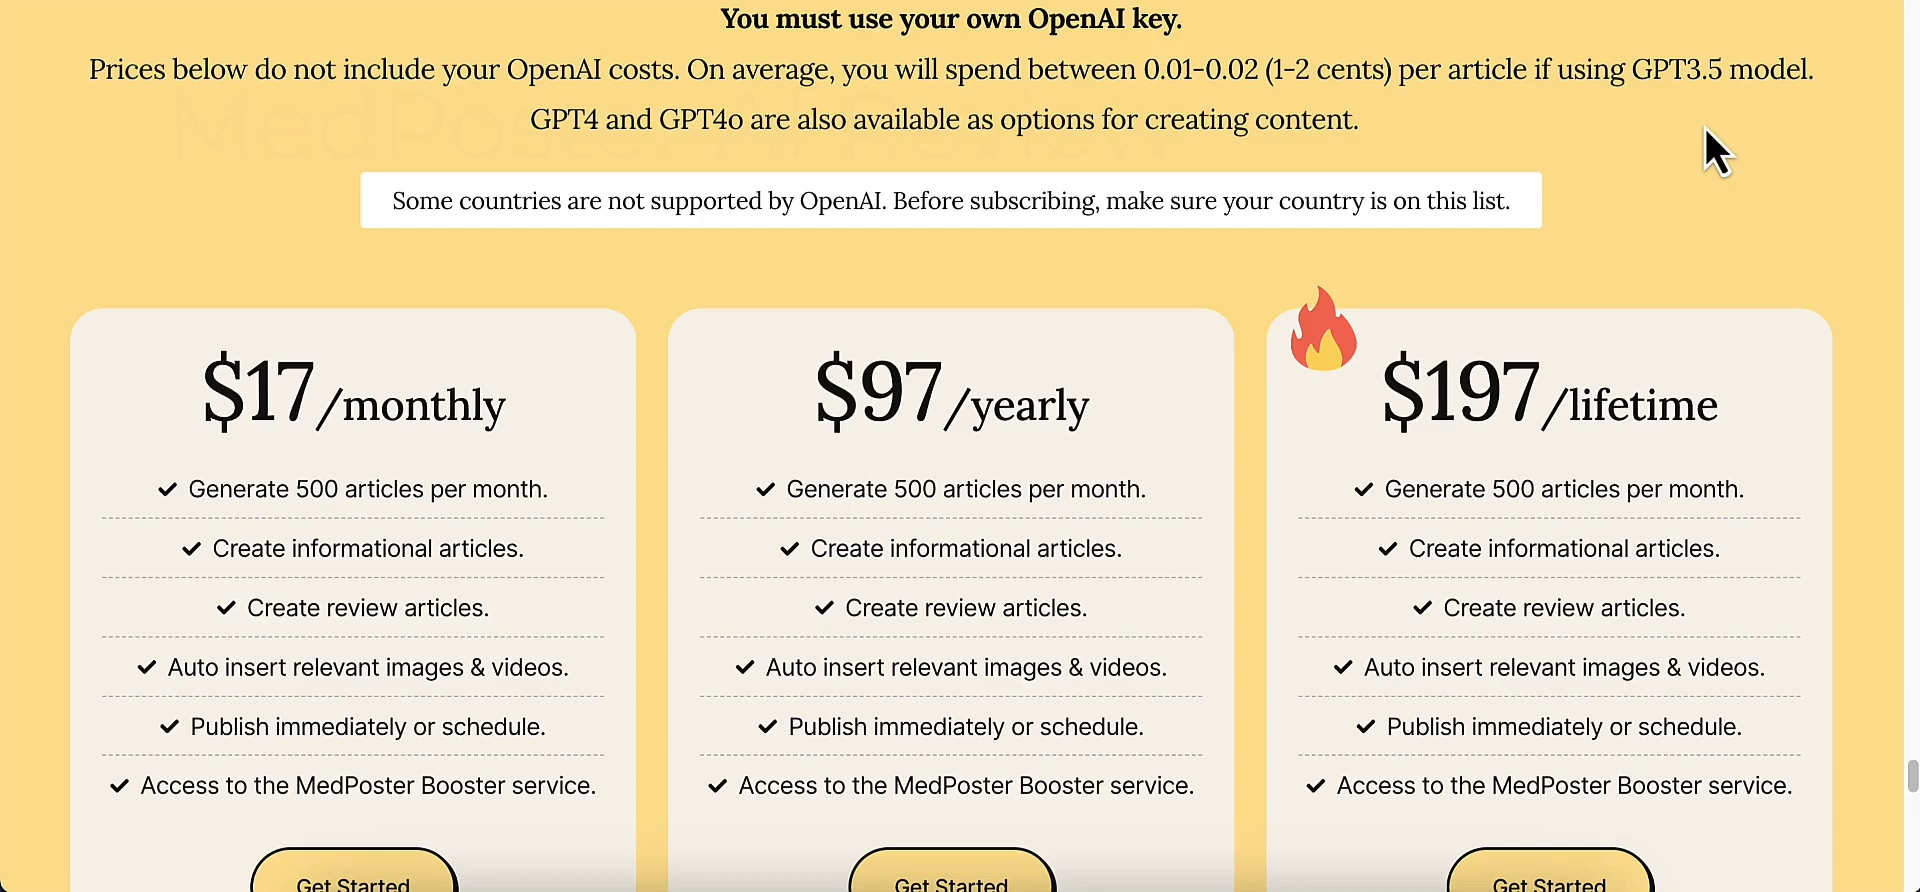 You must use your own OpenAI key.
Prices below do not include your OpenAI costs. On average, you will spend between 0.01-0.02 (1-2 cents) per article if using GPT3.5 model.
GPT4 and GPT4o are also available as options for creating content.
Some countries are not supported by OpenAI. Before subscribing, make sure your country is on this list.
$17/monthly
Generate 500 articles per month.
Create informational articles.
Create review articles.
Auto insert relevant images & videos.
Publish immediately or schedule.
Access to the MedPoster Booster service.
Get Started
$97/yearly
Generate 500 articles per month.
Create informational articles.
Create review articles.
Auto insert relevant images & videos.
Publish immediately or schedule.
Access to the MedPoster Booster service.
Get Started
$197/lifetime
Generate 500 articles per month.
Create informational articles.
Create review articles.
Auto insert relevant images & videos.
Publish immediately or schedule.
Access to the MedPoster Booster service.
Get Started